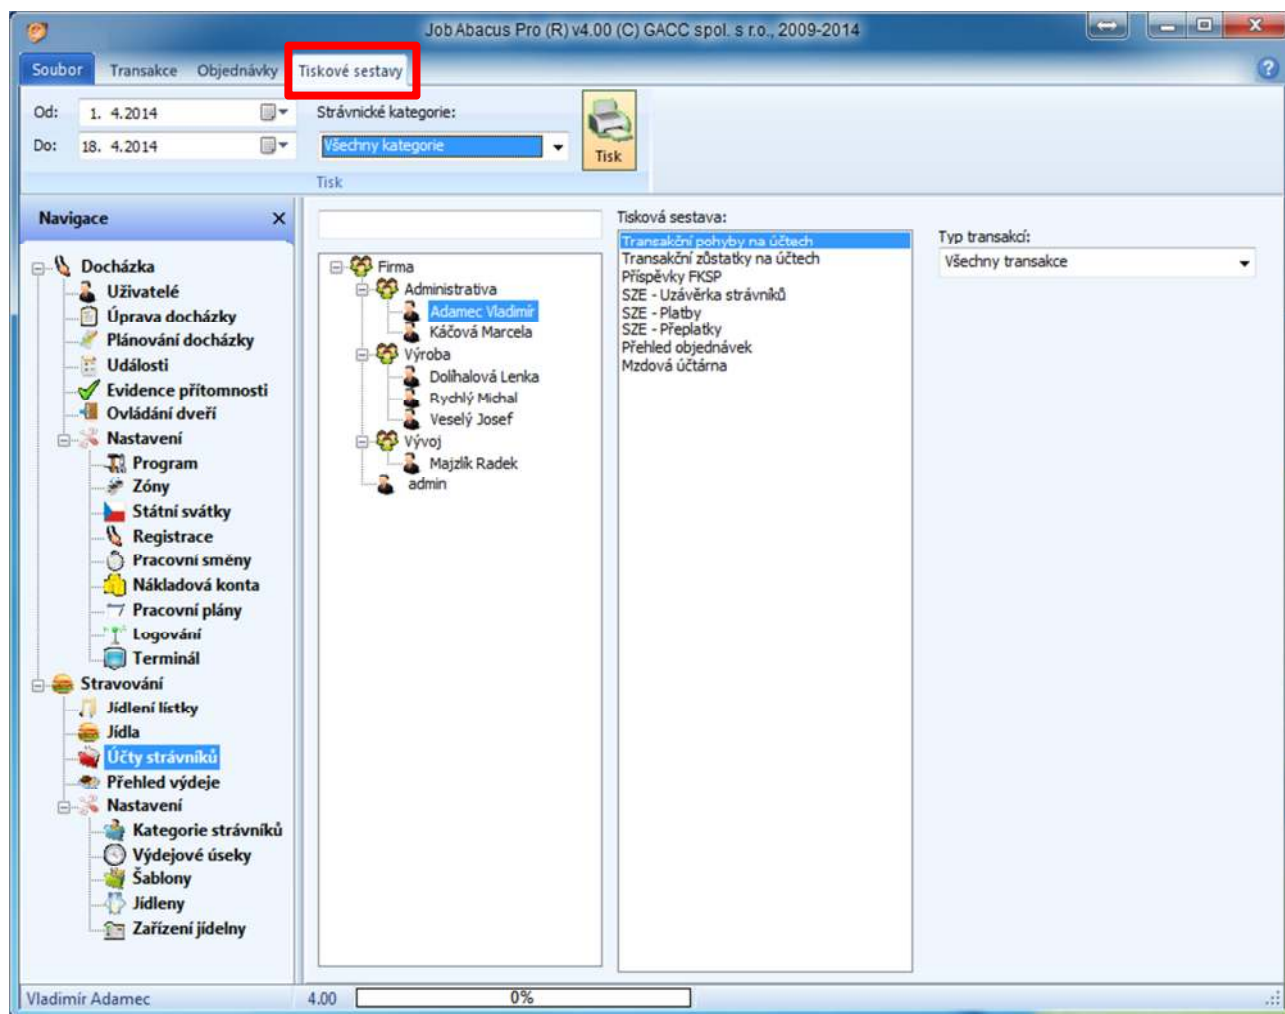 Job Abacus Pro (R) v4.00 (C) GACC spol. s r.o., 2009-2014
Soubor Transakce Objednávky Tiskové sestavy
Od: 1. 4.2014
Do: 18. 4.2014
Strávnické kategorie:
Všechny kategorie
Tisk
Tisk
Navigace X
Docházka
Uživatelé
Úprava docházky
Plánování docházky
Události
Evidence přítomnosti
Ovládání dveří
Nastavení
Program
Zóny
Státní svátky
Registrace
Pracovní směny
Nákladová konta
Pracovní plány
Logování
Terminál
Stravování
Jídlení lístky
Jídla
Účty strávníků
Přehled výdeje
Nastavení
Kategorie strávníků
Výdejové úseky
Šablony
Jídleny
Zařízení jídelny
Firma
Administrativa
Adamec Vladimír
Káčová Marcela
Výroba
Dolíhalová Lenka
Rychlý Michal
Veselý Josef
Vývoj
Majzlík Radek
admin
Tisková sestava:
Transakční pohyby na účtech
Transakční zůstatky na účtech
Příspěvky FKSP
SZE - Uzávěrka strávníků
SZE - Platby
SZE - Přeplatky
Přehled objednávek
Mzdová účtárna
Typ transakcí:
Všechny transakce
Vladimír Adamec 4.00 0%